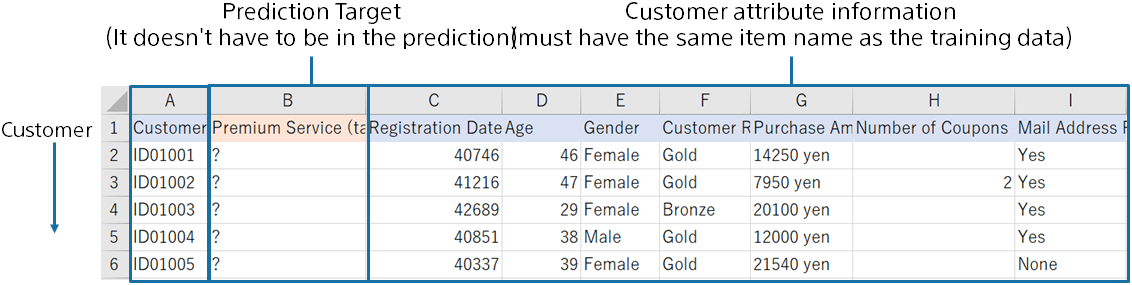 Prediction Target
(It doesn't have to be in the prediction)
Customer attribute information
(must have the same item name as the training data)
Customer
A B C D E F G H I
1 Customer Premium Service (ta Registration Date Age Gender Customer R Purchase Am Number of Coupons Mail Address
2 ID01001 ? 40746 46 Female Gold 14250 yen Yes
3 ID01002 ? 41216 47 Female Gold 7950 yen 2 Yes
4 ID01003 ? 42689 29 Female Bronze 20100 yen Yes
5 ID01004 ? 40851 38 Male Gold 12000 yen Yes
6 ID01005 ? 40337 39 Female Gold 21540 yen None